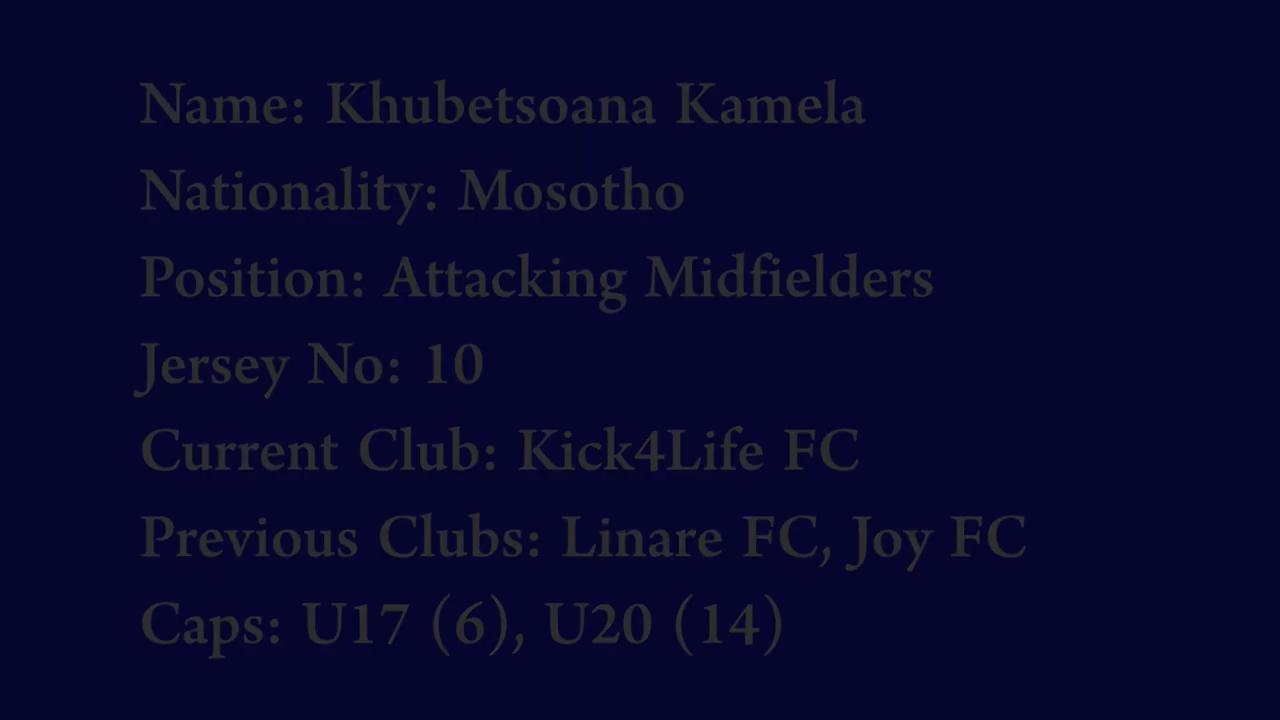 Name: Khubetsoana Kamela
Nationality: Mosotho
Position: Attacking Midfielders
Jersey No: 10
Current Club: Kick4Life FC
Previous Clubs: Linare FC, Joy FC
Caps: U17 (6), U20 (14)